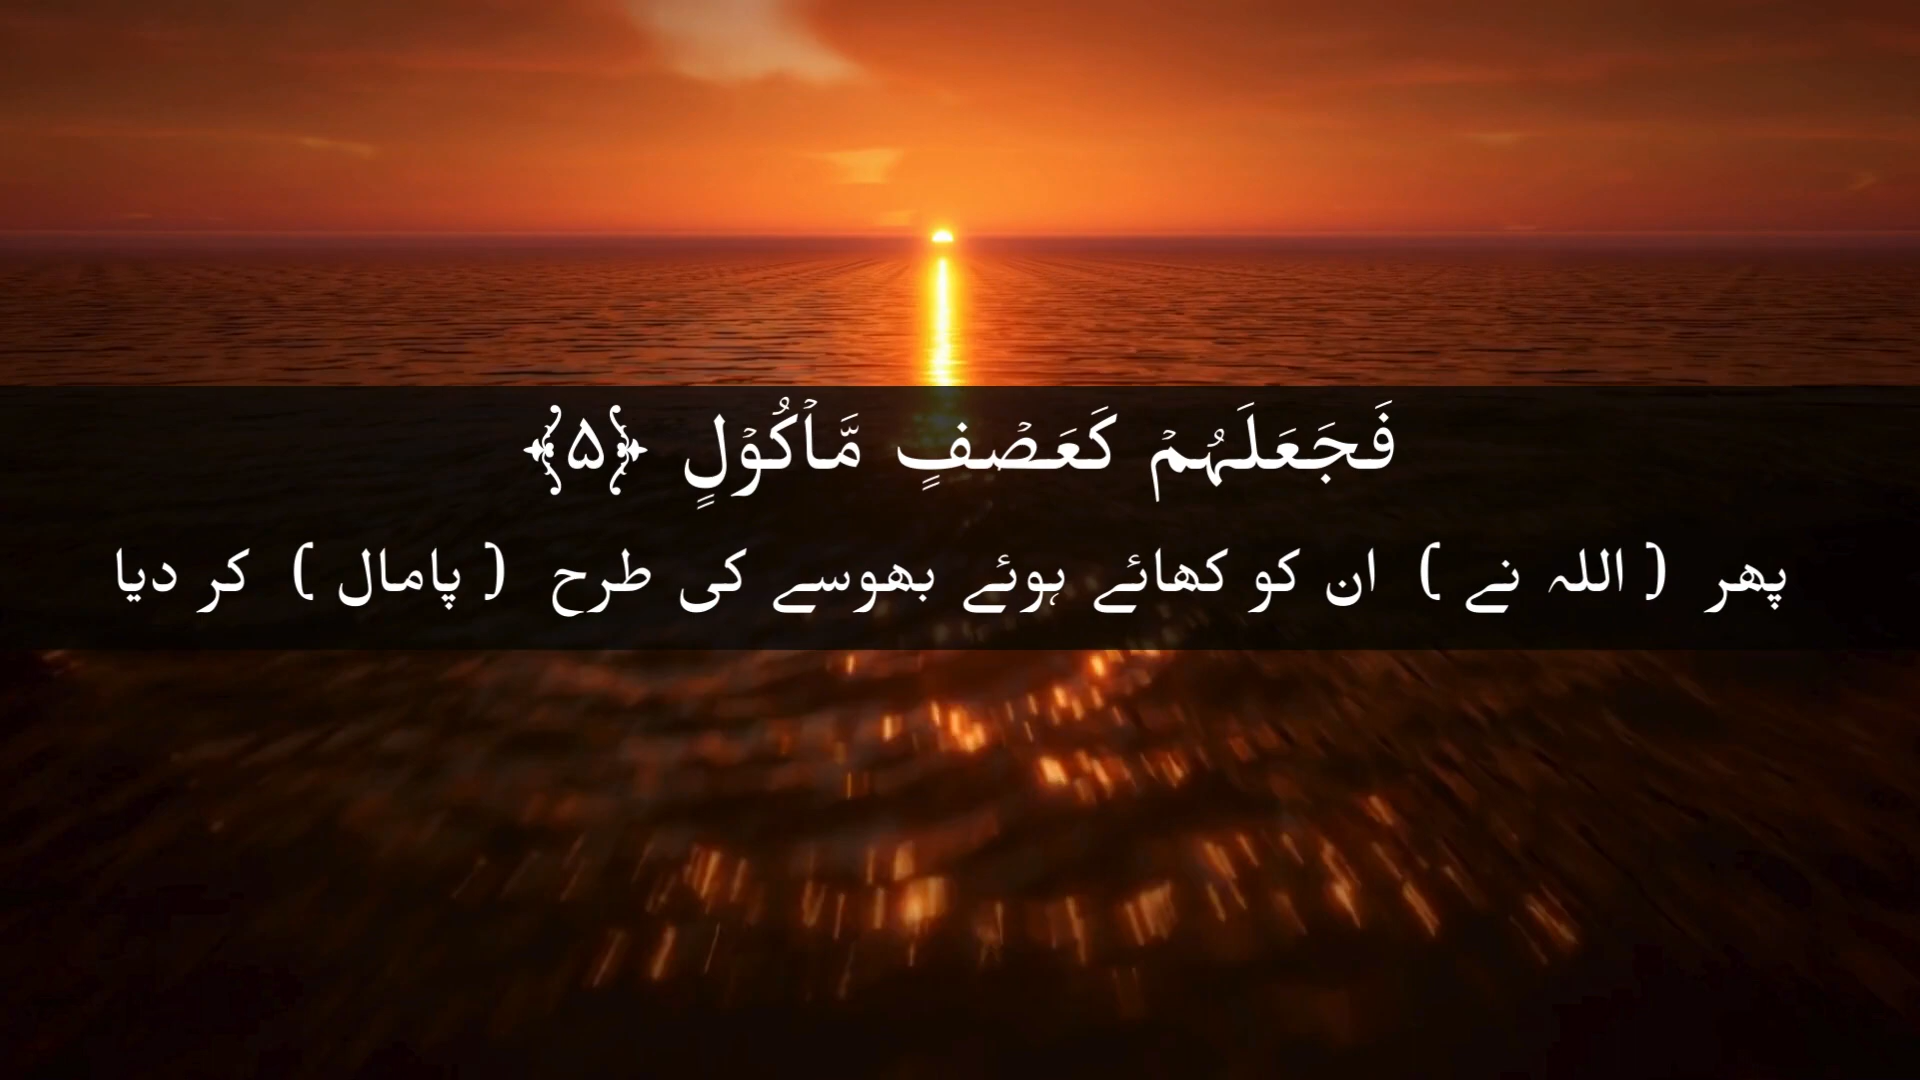 فَجَعَلَہُمۡ کَعَصۡفٍ مَّاۡکُوۡلٍ ﴿۵﴾
پھر ( اللہ نے ) ان کو کھائے ہوئے بھوسے کی طرح ( پامال ) کر دیا